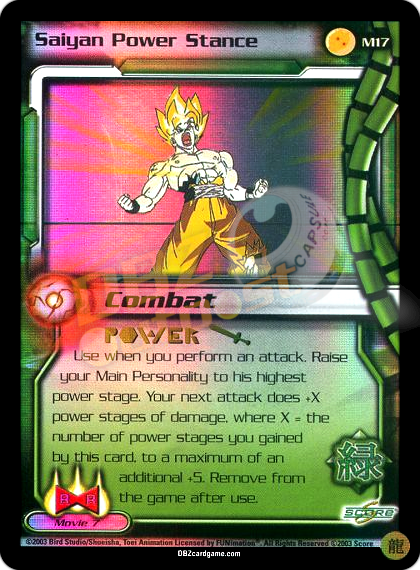 Saiyan Power Stance
M17
Combat
POWER
Use when you perform an attack. Raise
your Main Personality to his highest
power stage. Your next attack does +X
power stages of damage, where X = the
number of power stages you gained
by this card, to a maximum of an
additional +5. Remove from
the game after use.
緑
Movie 7
SCORE
龍
©2003 Bird Studio/Shueisha, Toei Animation Licensed by FUNimation® All Rights Reserved ©2003 Score
DBZcardgame.com